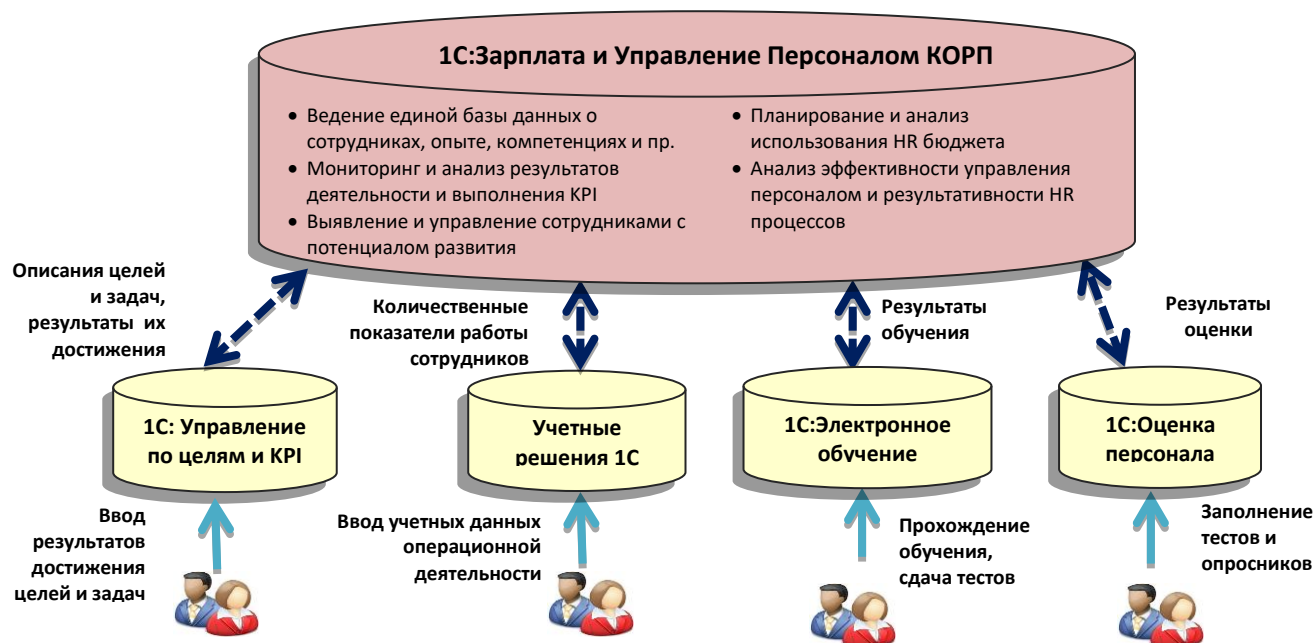 1С:Зарплата и Управление Персоналом КОРП
• Ведение единой базы данных о
сотрудниках, опыте, компетенциях и пр.
• Мониторинг и анализ результатов
деятельности и выполнения KPI
• Выявление и управление сотрудниками с
потенциалом развития
• Планирование и анализ
использования HR бюджета
• Анализ эффективности управления
персоналом и результативности HR
процессов
Описания целей
и задач,
результаты их
достижения
Количественные
показатели работы
сотрудников
Результаты
обучения
Результаты
оценки
1С: Управление
по целям и KPI
Учетные
решения 1С
1С:Электронное
обучение
1С:Оценка
персонала
Ввод
результатов
достижения
целей и задач
Ввод учетных данных
операционной
деятельности
Прохождение
обучения,
сдача тестов
Заполнение
тестов и
опросников